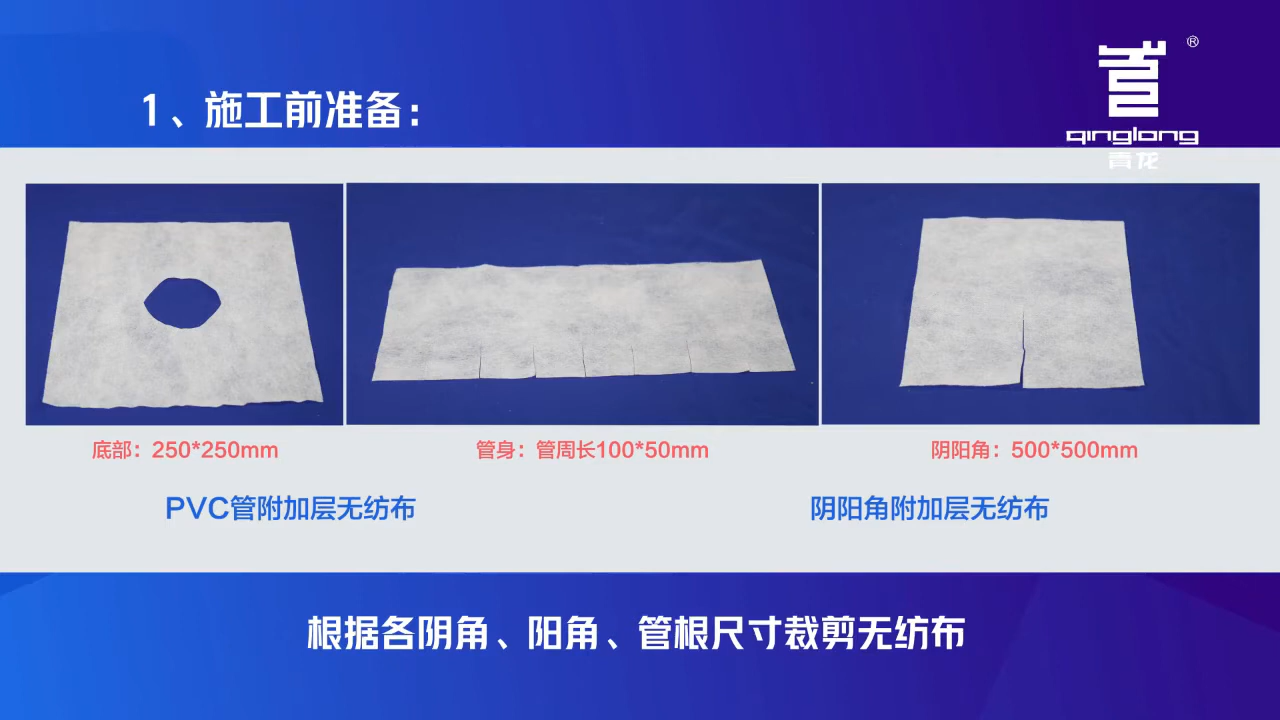 1、施工前准备：
®
qinglong
青龙
底部：250*250mm
管身：管周长100*50mm
阴阳角：500*500mm
PVC管附加层无纺布
阴阳角附加层无纺布
根据各阴角、阳角、管根尺寸裁剪无纺布